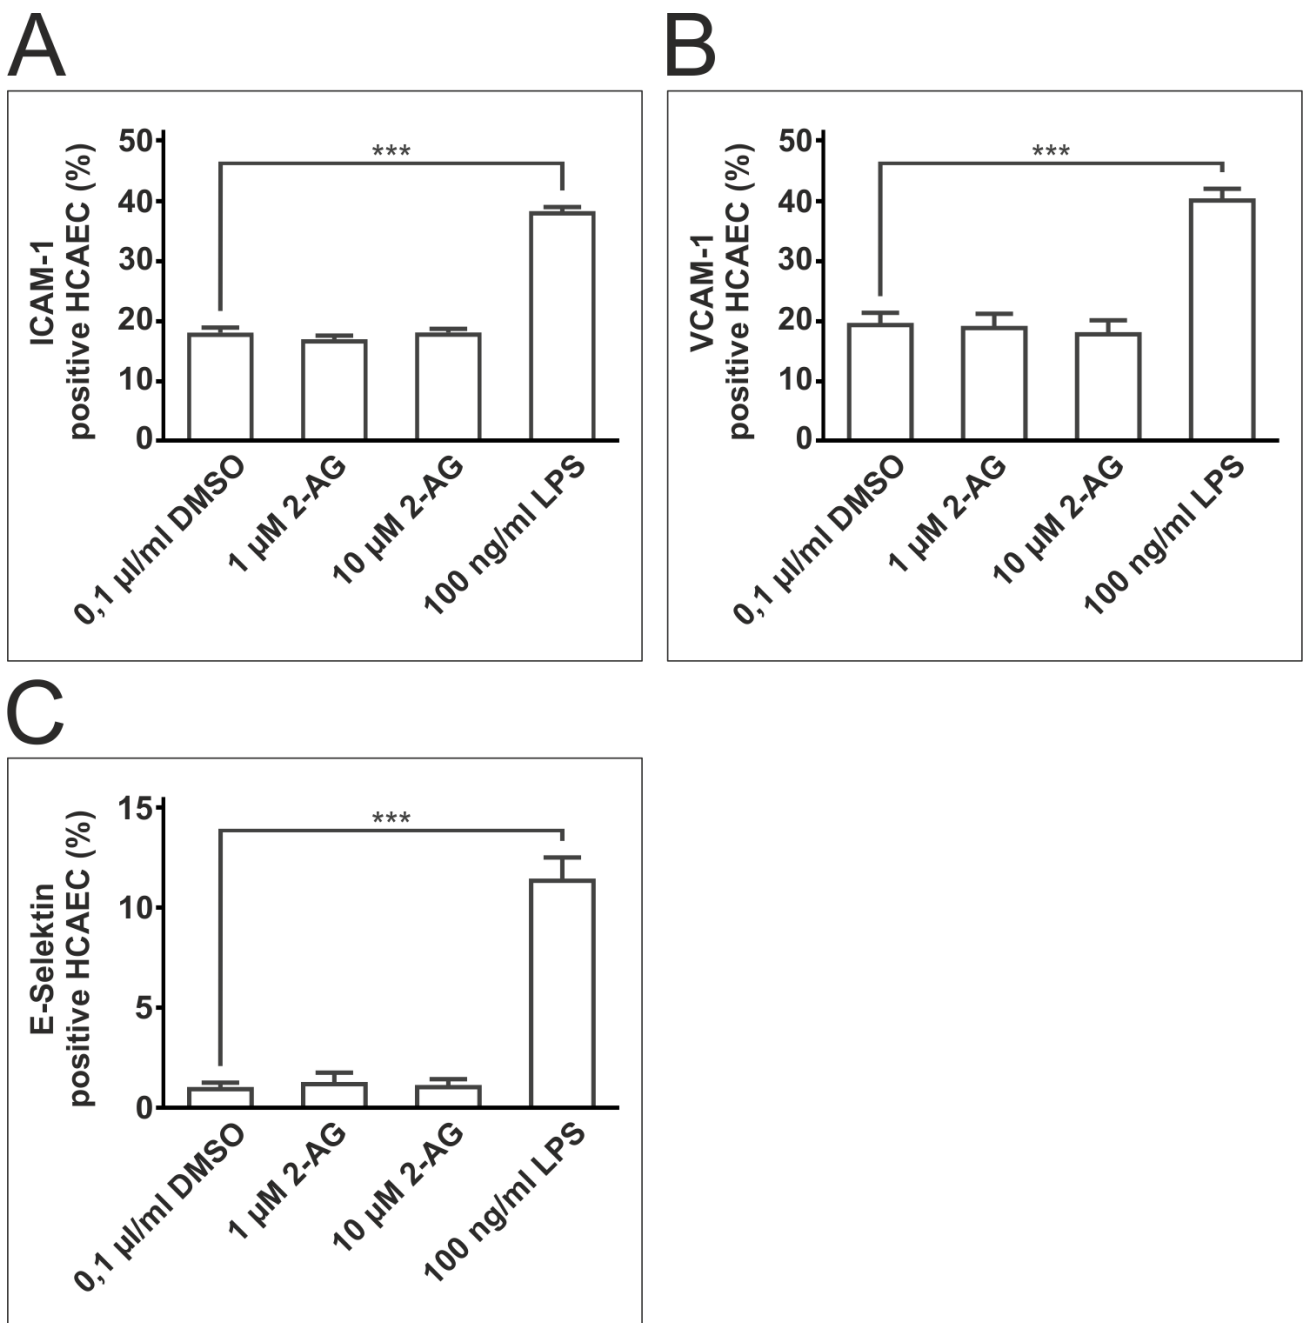 A
ICAM-1
positive HCAEC (%)
50
40
30
20
10
0
***
0,1 µl/ml DMSO
1 µM 2-AG
10 µM 2-AG
100 ng/ml LPS
B
VCAM-1
positive HCAEC (%)
50
40
30
20
10
0
***
0,1 µl/ml DMSO
1 µM 2-AG
10 µM 2-AG
100 ng/ml LPS
C
E-Selektin
positive HCAEC (%)
15
10
5
0
***
0,1 µl/ml DMSO
1 µM 2-AG
10 µM 2-AG
100 ng/ml LPS